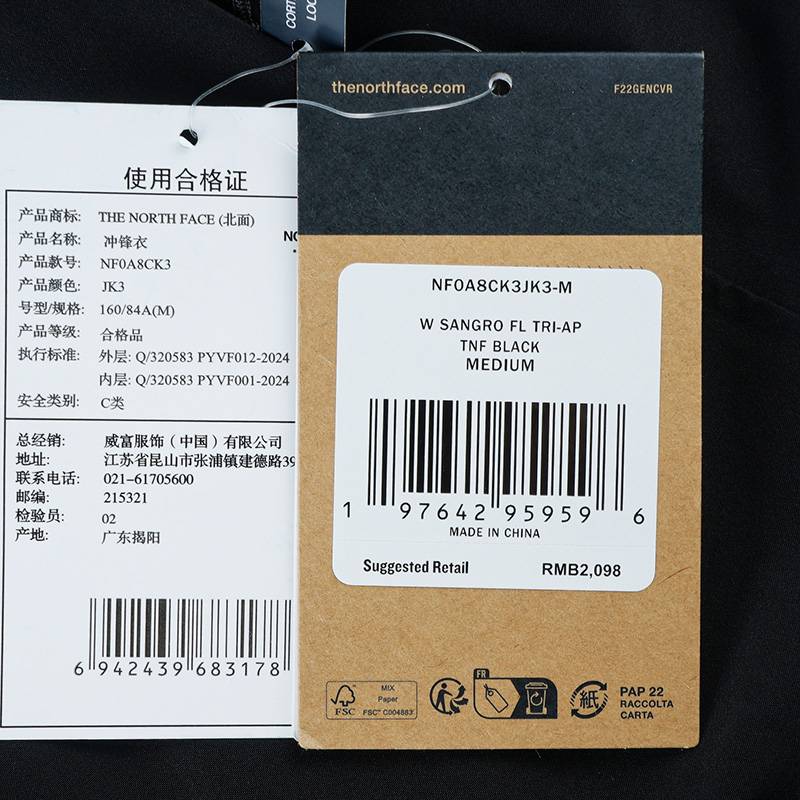 CORT
LOC
thenorthface.com
F22GENCVR
使用合格证
产品商标: THE NORTH FACE (北面)
产品名称: 冲锋衣
产品款号: NF0A8CK3
产品颜色: JK3
号型/规格: 160/84A(M)
产品等级: 合格品
执行标准: 外层: Q/320583 PYVF012-2024
内层: Q/320583 PYVF001-2024
安全类别: C类
总经销: 威富服饰（中国）有限公司
地址: 江苏省昆山市张浦镇建德路39
联系电话: 021-61705600
邮编: 215321
检验员: 02
产地: 广东揭阳
6 942439 683178
NF0A8CK3JK3-M
W SANGRO FL TRI-AP
TNF BLACK
MEDIUM
1 97642 95959 6
MADE IN CHINA
Suggested Retail RMB2,098
FSC
MIX
Paper
FSC™ C004883
FR
紙
PAP 22
RACCOLTA
CARTA